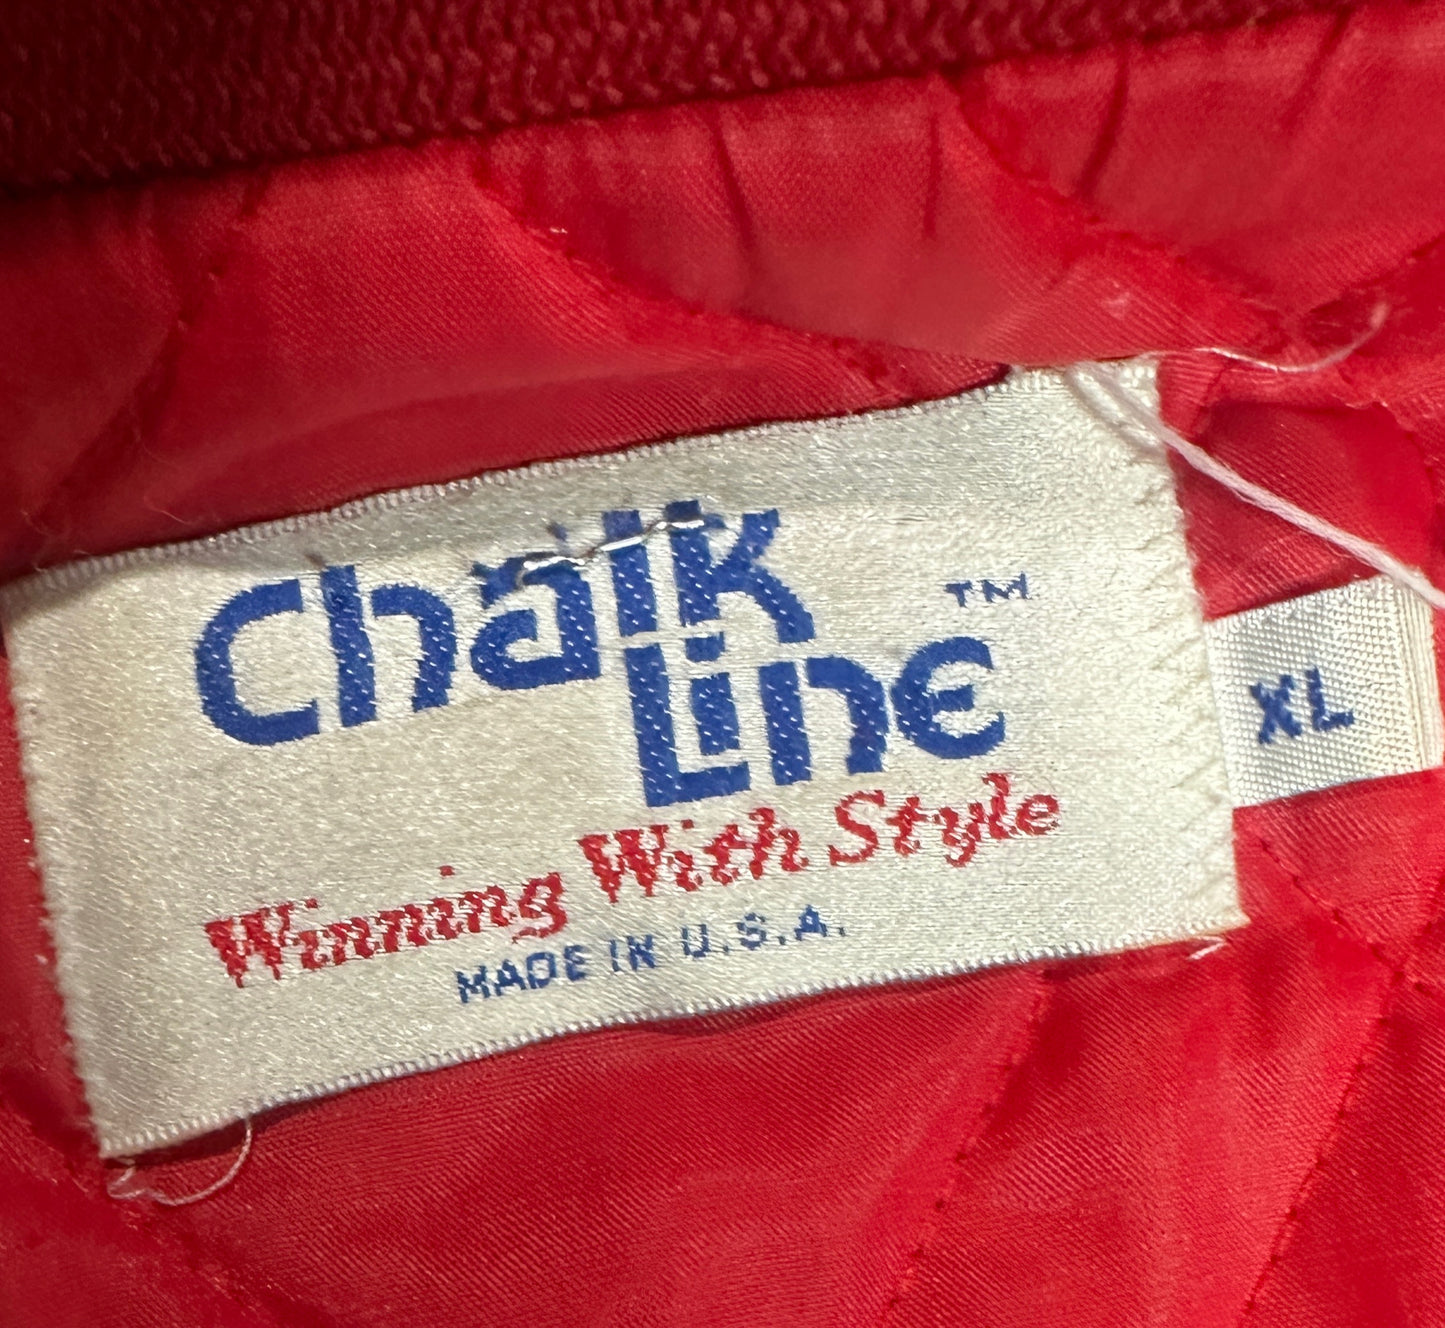 Chalk
Line™
XL
Winning With Style
MADE IN U.S.A.